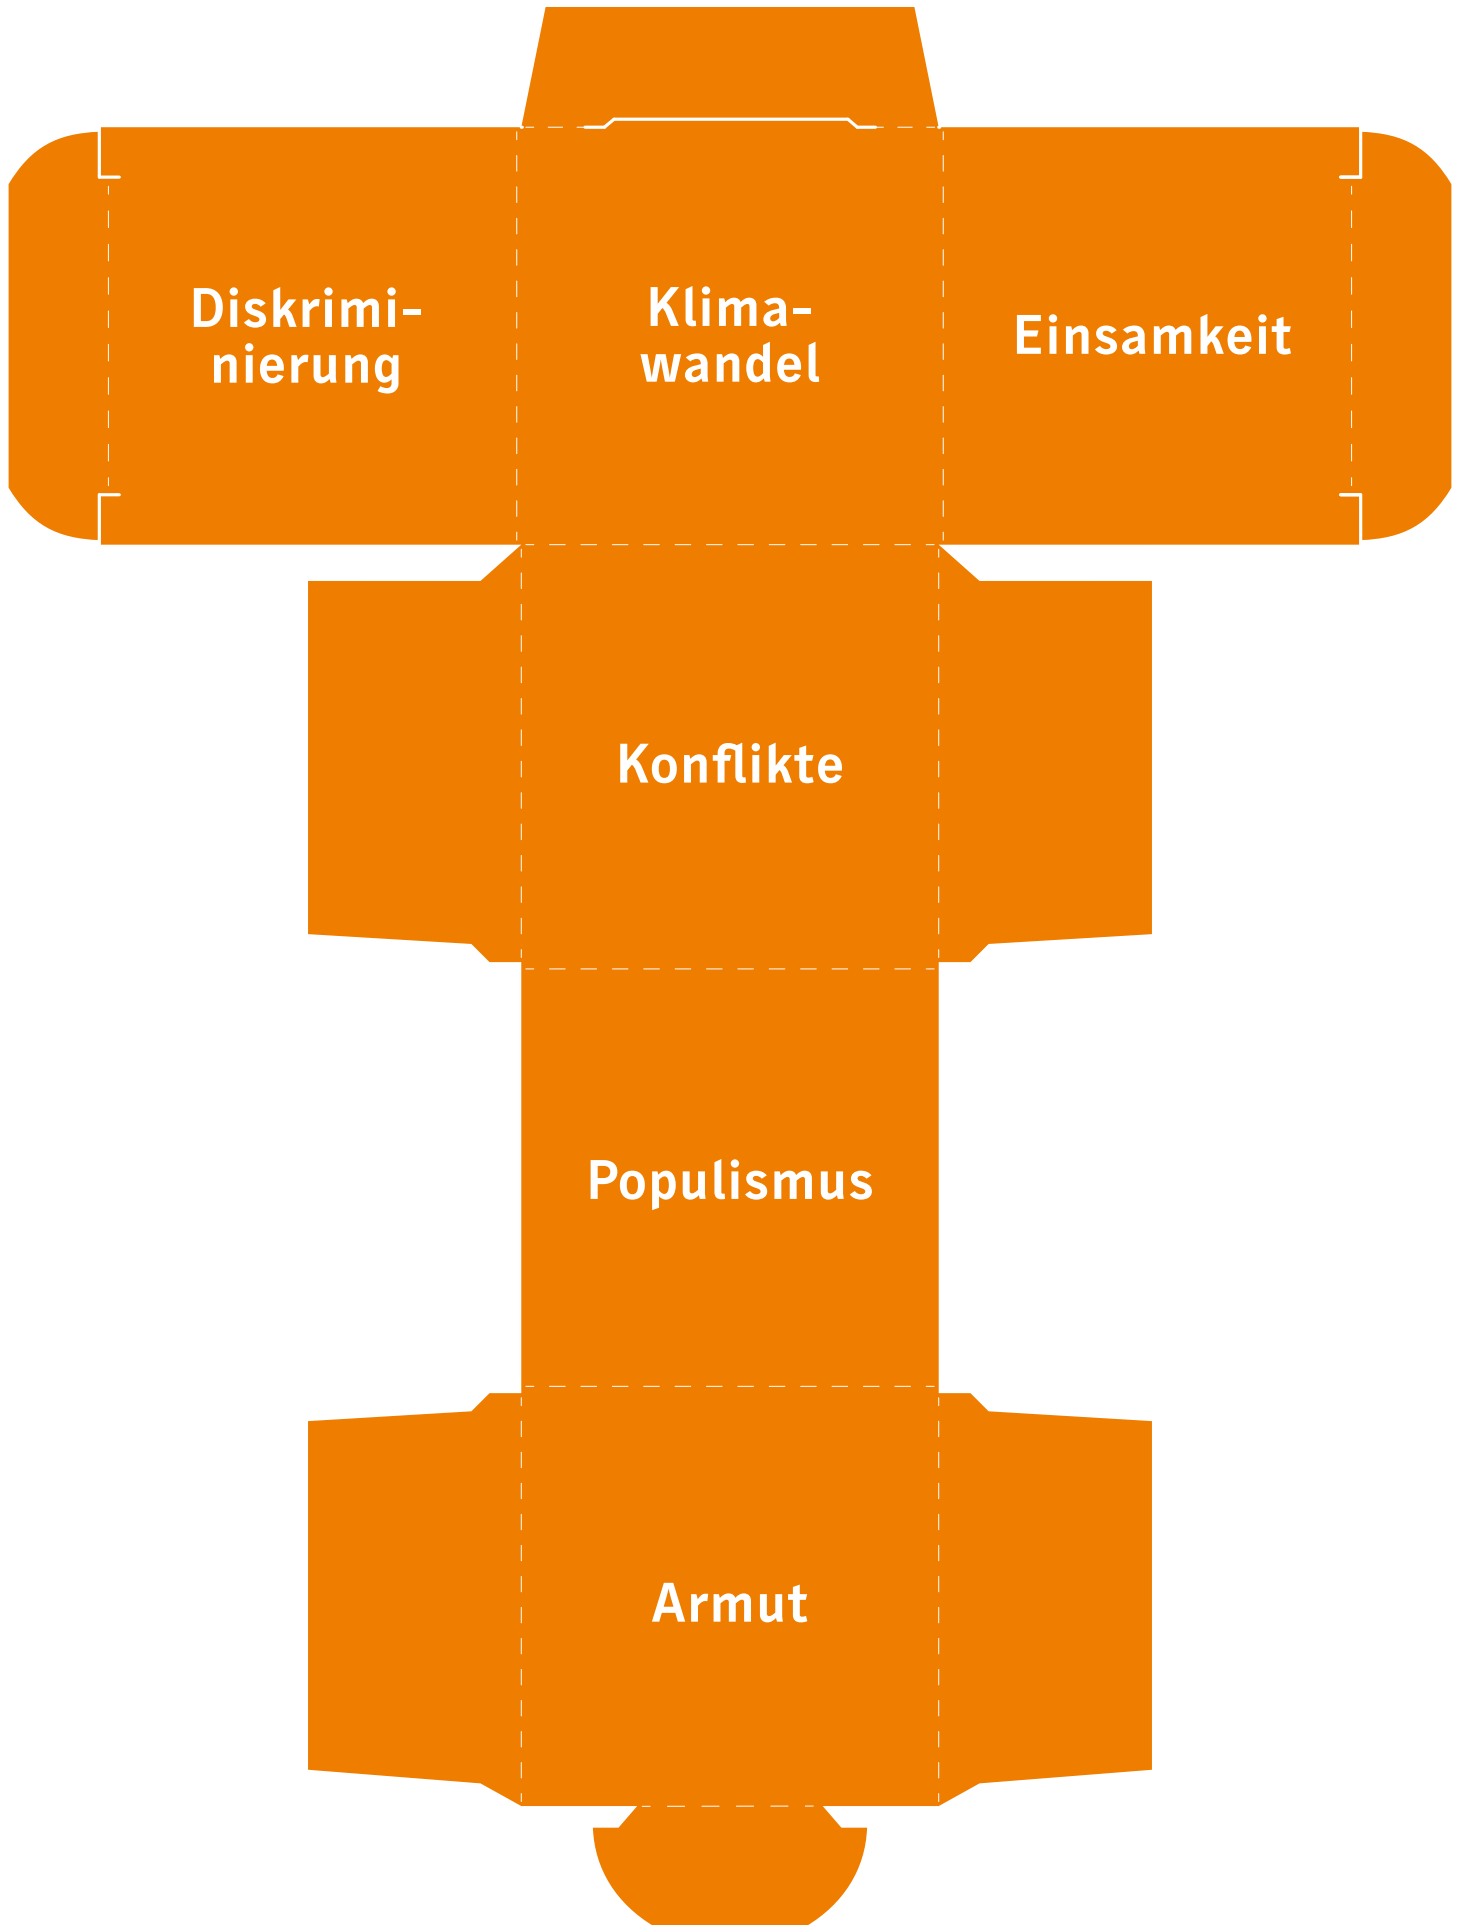 Diskrimi-
nierung
Klima-
wandel
Einsamkeit
Konflikte
Populismus
Armut